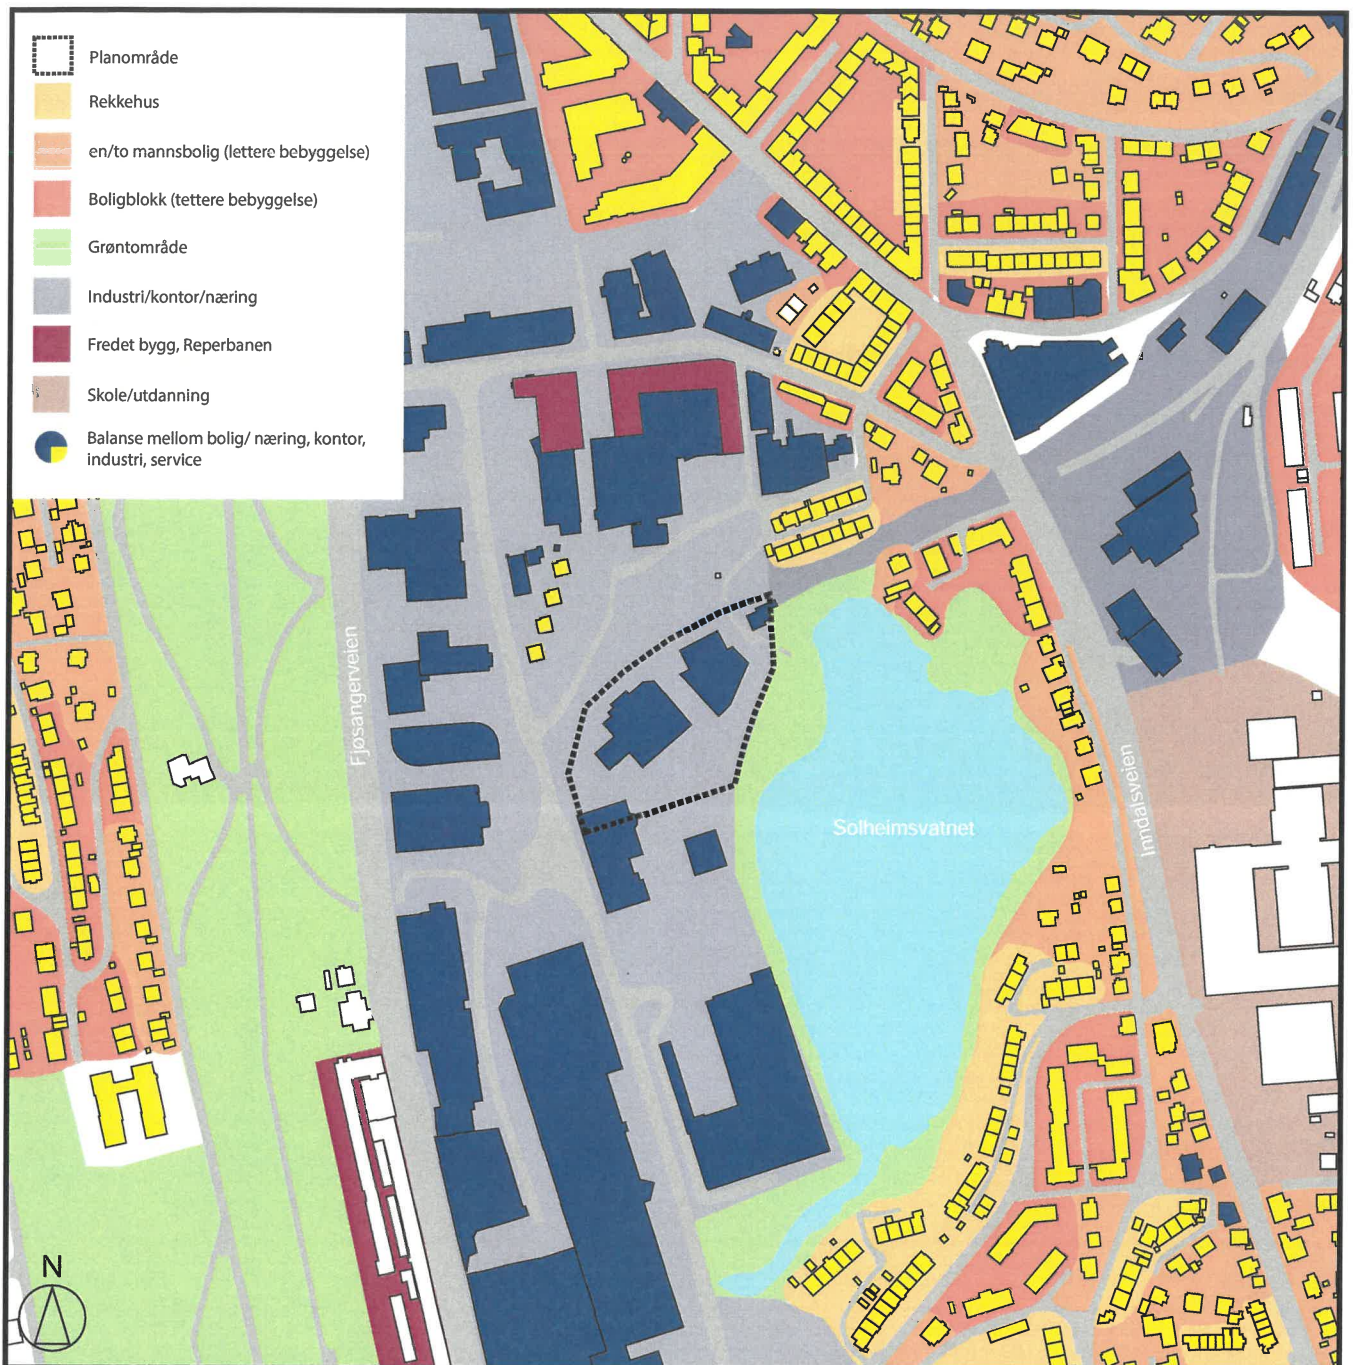 Planområde
Rekkehus
en/to mannsbolig (lettere bebyggelse)
Boligblokk (tettere bebyggelse)
Grøntområde
Industri/kontor/næring
Fredet bygg, Reperbanen
Skole/utdanning
Balanse mellom bolig/ næring, kontor,
industri, service
Fjøsangerveien
Solheimsvatnet
Inndalsveien
N